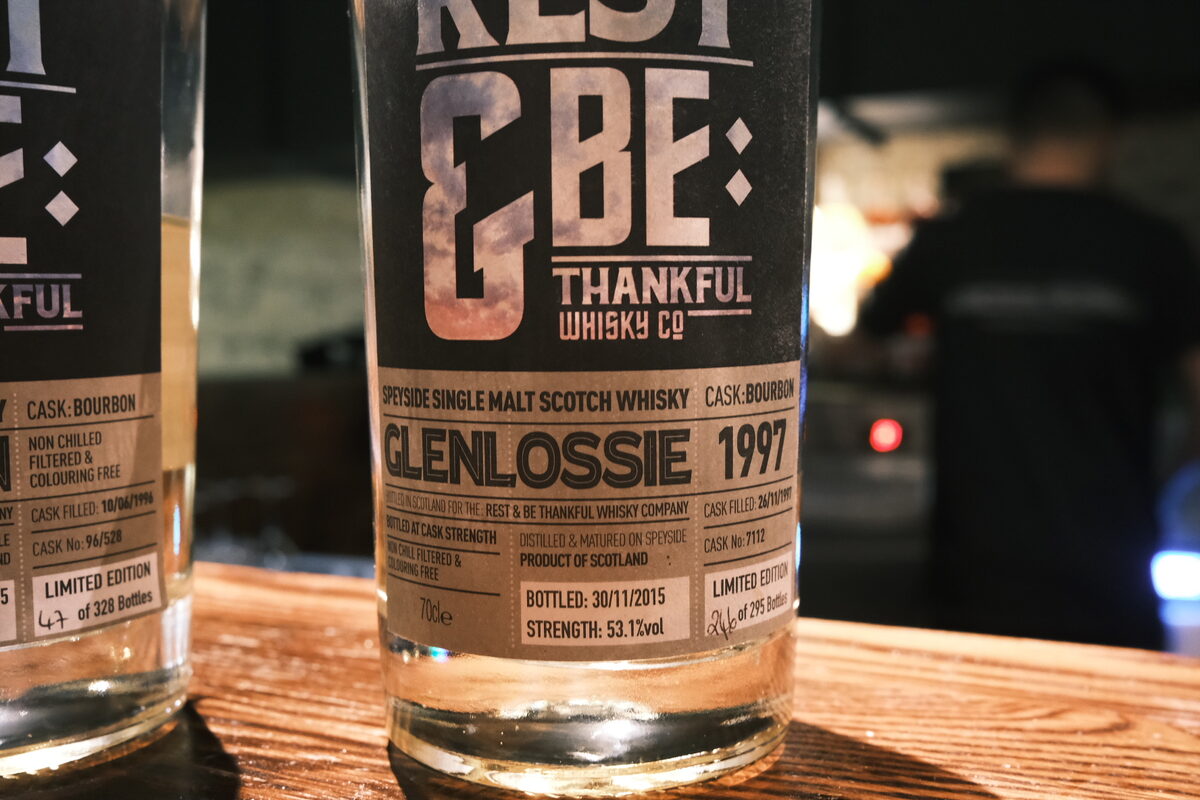 KFUL
CASK: BOURBON
NON CHILLED
FILTERED &
COLOURING FREE
CASK FILLED: 10/06/1996
CASK No: 96/528
LIMITED EDITION
47 of 328 Bottles
REST
& BE:
THANKFUL
WHISKY CO
SPEYSIDE SINGLE MALT SCOTCH WHISKY
CASK: BOURBON
GLENLOSSIE
1997
BOTTLED IN SCOTLAND FOR THE REST & BE THANKFUL WHISKY COMPANY
CASK FILLED: 26/11/1997
BOTTLED AT CASK STRENGTH
DISTILLED & MATURED ON SPEYSIDE
PRODUCT OF SCOTLAND
CASK No: 7112
NON CHILL FILTERED &
COLOURING FREE
70cle
BOTTLED: 30/11/2015
STRENGTH: 53.1%vol
LIMITED EDITION
246 of 295 Bottles